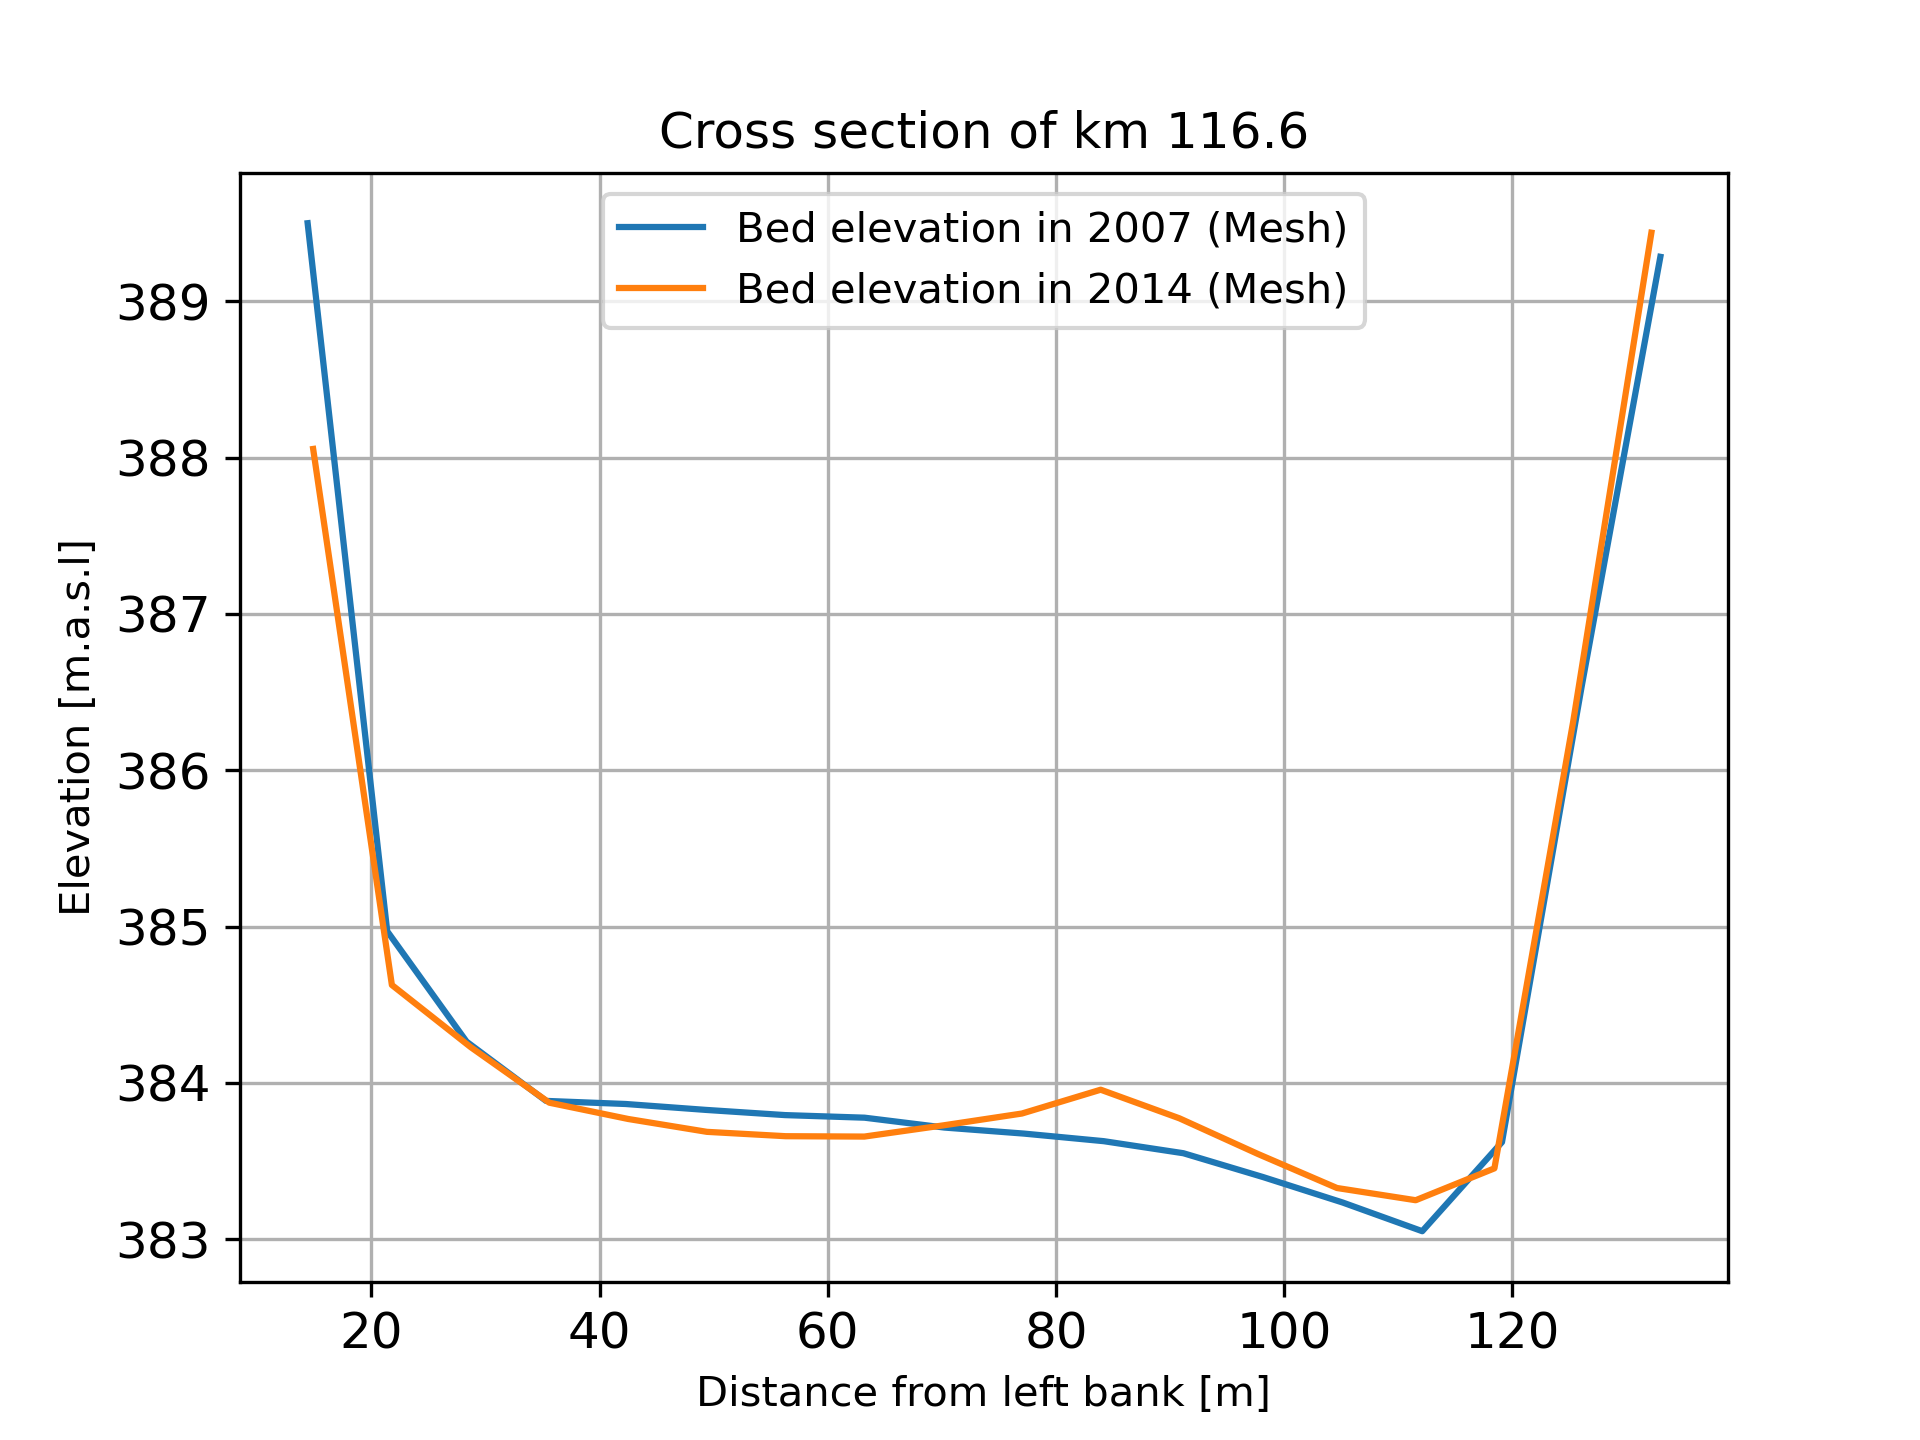 Cross section of km 116.6
Bed elevation in 2007 (Mesh)
Bed elevation in 2014 (Mesh)
Elevation [m.a.s.l]
389
388
387
386
385
384
383
20 40 60 80 100 120
Distance from left bank [m]